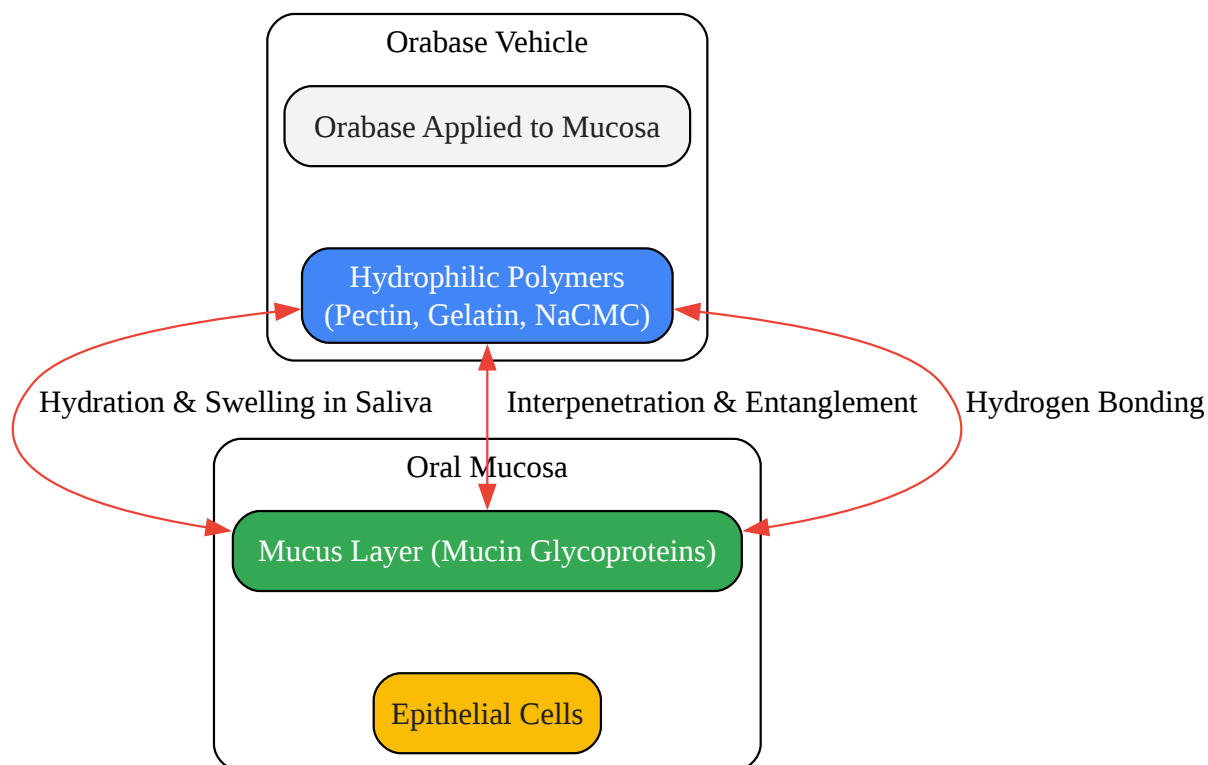 Orabase Vehicle
Orabase Applied to Mucosa
Hydrophilic Polymers
(Pectin, Gelatin, NaCMC)
Hydration & Swelling in Saliva
Interpenetration & Entanglement
Hydrogen Bonding
Oral Mucosa
Mucus Layer (Mucin Glycoproteins)
Epithelial Cells